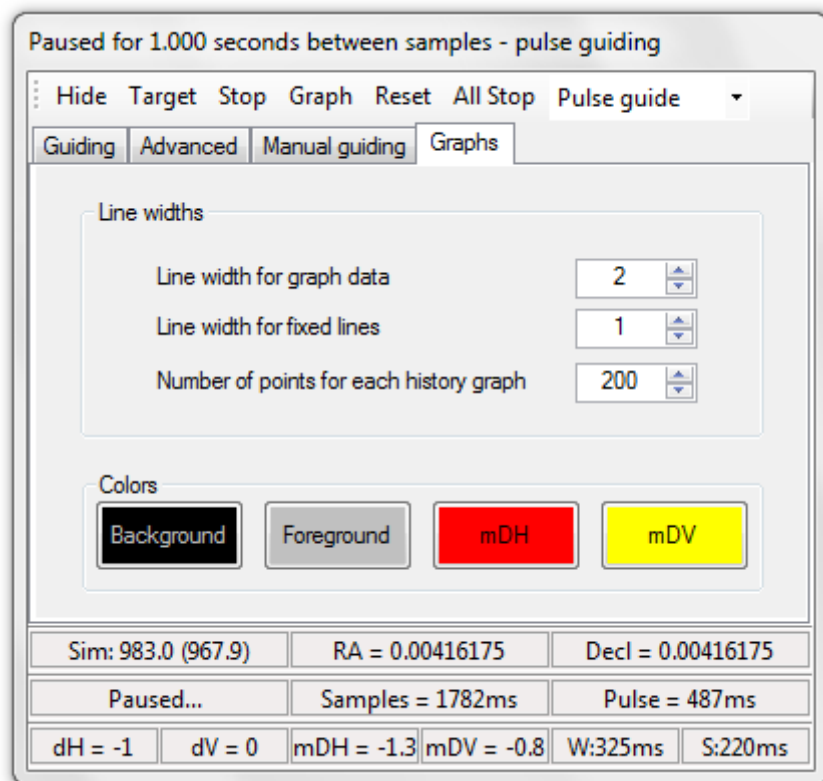 Paused for 1.000 seconds between samples - pulse guiding
Hide Target Stop Graph Reset All Stop Pulse guide
Guiding Advanced Manual guiding Graphs
Line widths
Line width for graph data 2
Line width for fixed lines 1
Number of points for each history graph 200
Colors
Background Foreground mDH mDV
Sim: 983.0 (967.9) RA = 0.00416175 Decl = 0.00416175
Paused... Samples = 1782ms Pulse = 487ms
dH = -1 dV = 0 mDH = -1.3 mDV = -0.8 W:325ms S:220ms